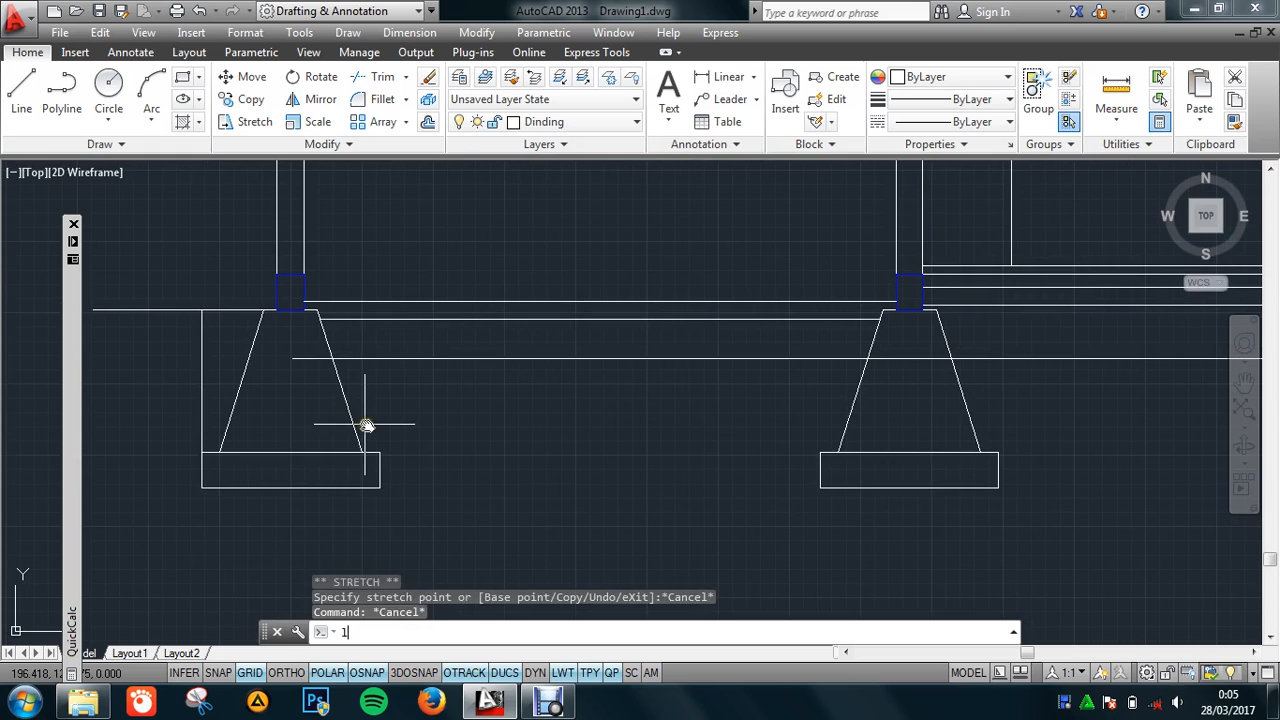 Drafting & Annotation
AutoCAD 2013 Drawing1.dwg
Type a keyword or phrase
Sign In
File Edit View Insert Format Tools Draw Dimension Modify Parametric Window Help Express
Home Insert Annotation Layout Parametric View Manage Output Plug-ins Online Express Tools
Move Rotate Trim
Copy Mirror Fillet
Stretch Scale Array
Line Polyline Circle Arc
Draw Modify
Unsaved Layer State
Dinding
Layers
Text
Linear
Leader
Table
Annotation
Insert
Create
Edit
Block
ByLayer
ByLayer
ByLayer
Properties
Group
Groups
Measure
Utilities
Paste
Clipboard
[−][Top][2D Wireframe]
N
W TOP E
S
WCS
QuickCalc
Y
** STRETCH **
Specify stretch point or [Base point/Copy/Undo/eXit]:*Cancel*
Command: *Cancel*
l
Layout1 Layout2
INFER SNAP GRID ORTHO POLAR OSNAP 3DOSNAP OTRACK DUCS DYN LWT TPY QP SC AM
MODEL
1:1
0:05
28/03/2017